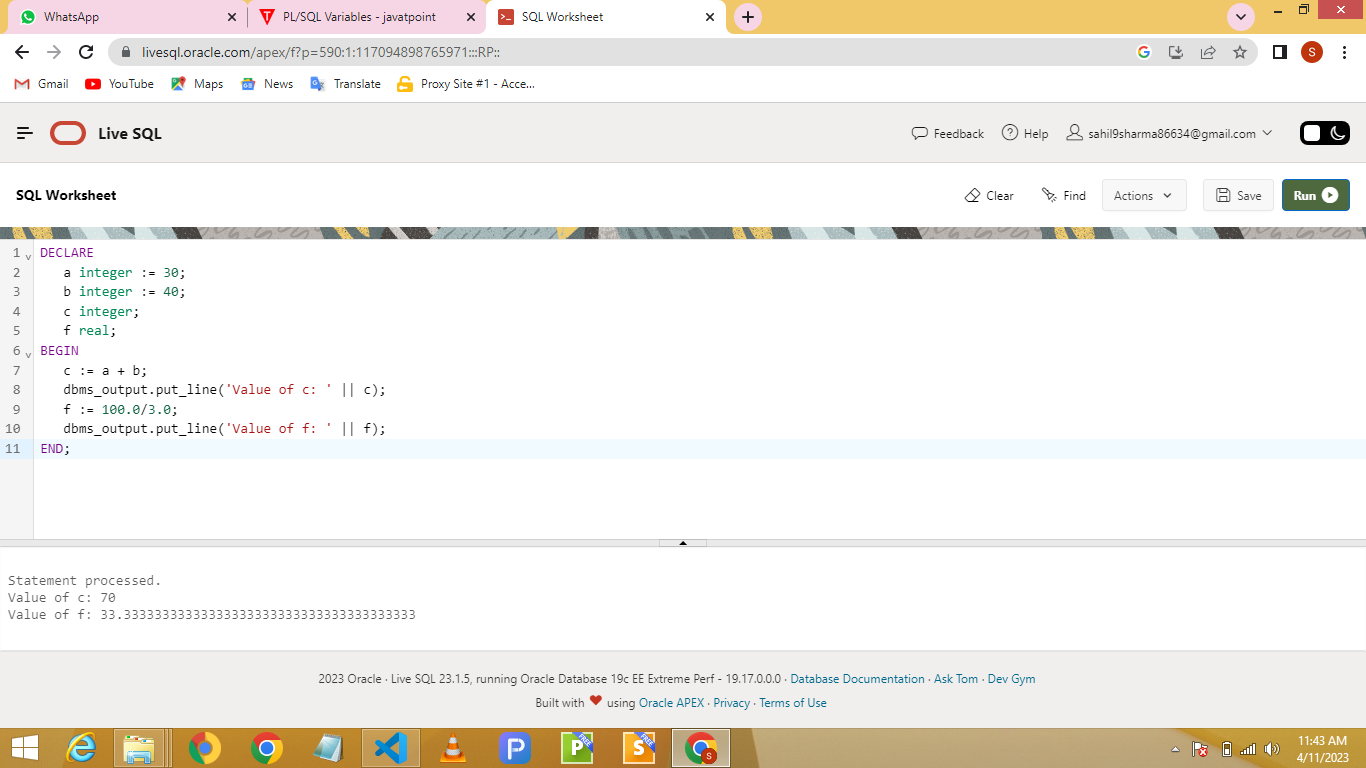 WhatsApp
PL/SQL Variables - javatpoint
SQL Worksheet
livesql.oracle.com/apex/f?p=590:1:117094898765971:::RP::
S
Gmail
YouTube
Maps
News
Translate
Proxy Site #1 - Acce...
Live SQL
Feedback
Help
sahil9sharma86634@gmail.com
SQL Worksheet
Clear
Find
Actions
Save
Run
1 DECLARE
2 a integer := 30;
3 b integer := 40;
4 c integer;
5 f real;
6 BEGIN
7 c := a + b;
8 dbms_output.put_line('Value of c: ' || c);
9 f := 100.0/3.0;
10 dbms_output.put_line('Value of f: ' || f);
11 END;
Statement processed.
Value of c: 70
Value of f: 33.33333333333333333333333333333333333333
2023 Oracle · Live SQL 23.1.5, running Oracle Database 19c EE Extreme Perf - 19.17.0.0.0 · Database Documentation · Ask Tom · Dev Gym
Built with ❤ using Oracle APEX · Privacy · Terms of Use
11:43 AM
4/11/2023